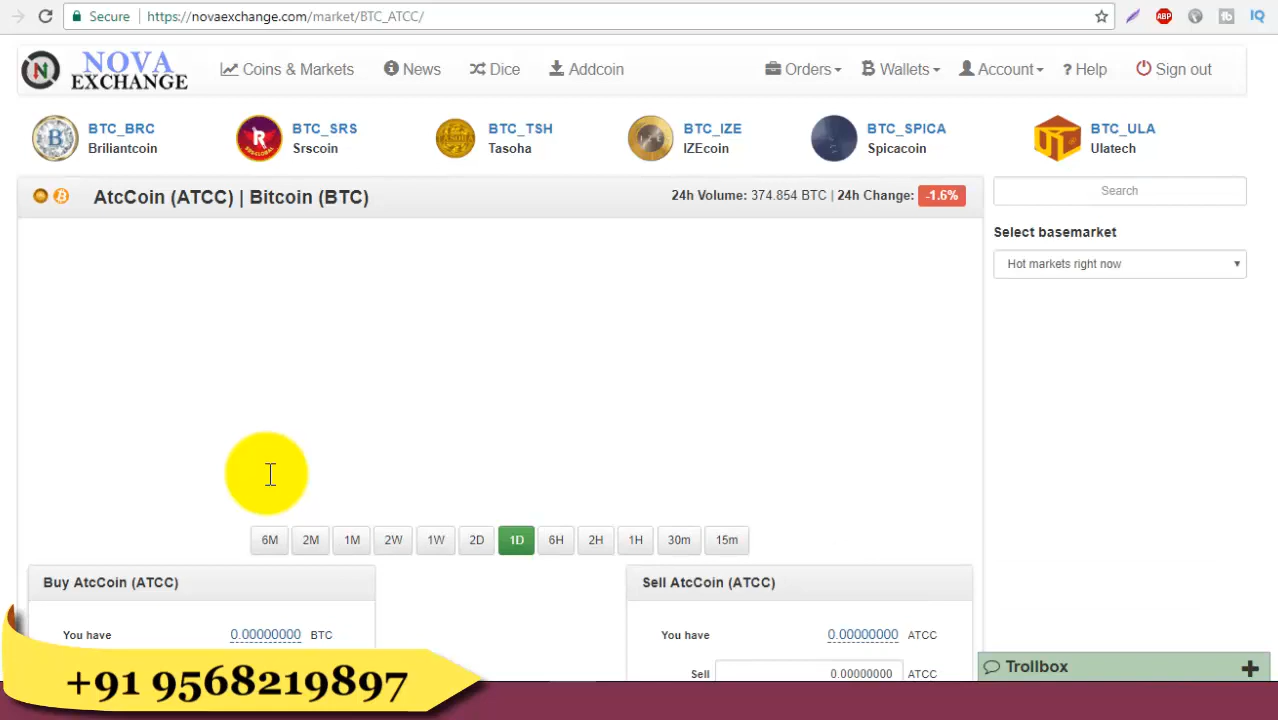 Secure https://novaexchange.com/market/BTC_ATCC/
ABP IQ
N NOVA EXCHANGE Coins & Markets News Dice Addcoin Orders Wallets Account ? Help Sign out
BTC_BRC BTC_SRS BTC_TSH BTC_IZE BTC_SPICA BTC_ULA
Briliantcoin Srscoin Tasoha IZEcoin Spicacoin Ulatech
AtcCoin (ATCC) | Bitcoin (BTC) 24h Volume: 374.854 BTC | 24h Change: -1.6%
Search
Select basemarket
Hot markets right now
6M 2M 1M 2W 1W 2D 1D 6H 2H 1H 30m 15m
Buy AtcCoin (ATCC) Sell AtcCoin (ATCC)
You have 0.00000000 BTC You have 0.00000000 ATCC
Sell 0.00000000 ATCC
Trollbox
+91 9568219897